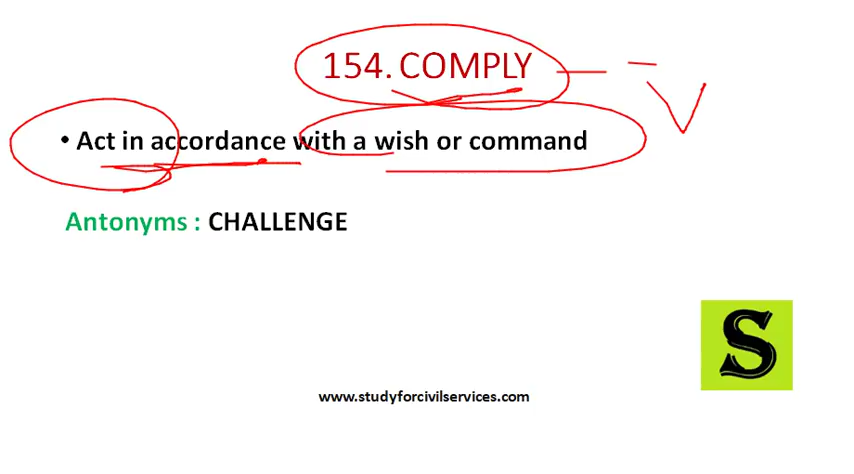 154. COMPLY — - V
• Act in accordance with a wish or command
Antonyms : CHALLENGE
S
www.studyforcivilservices.com